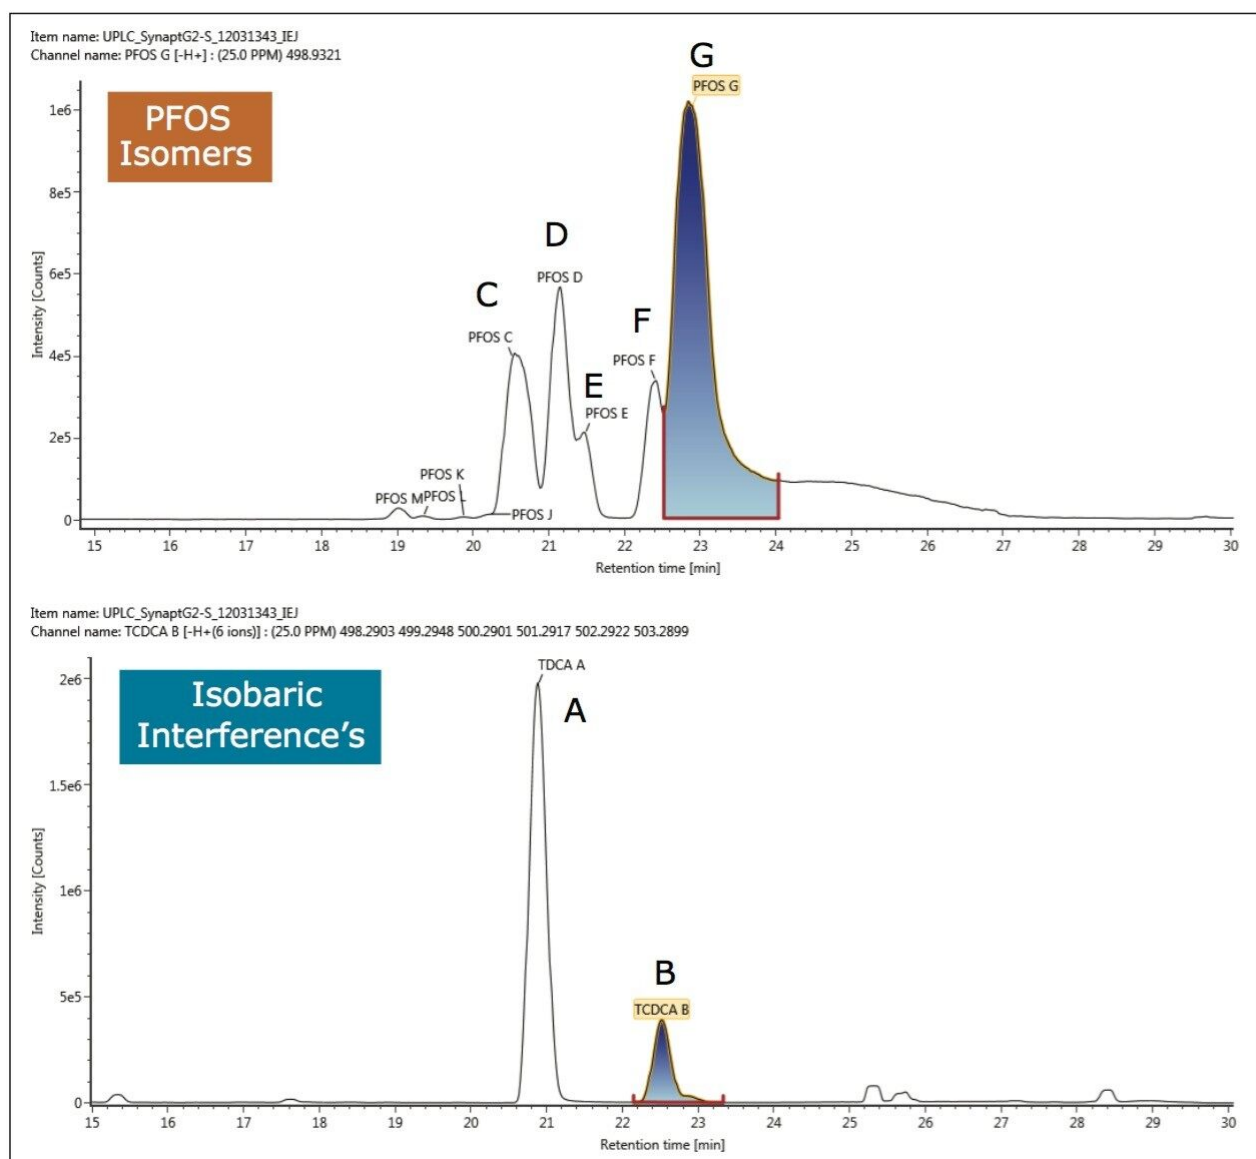 Item name: UPLC_SynaptG2-S_12031343_IEJ
Channel name: PFOS G [-H+] : (25.0 PPM) 498.9321
PFOS
Isomers
G
PFOS G
D
PFOS D
C
PFOS C
F
PFOS F
E
PFOS E
PFOS K
PFOS M
PFOS L
PFOS J
Intensity [Counts]
1e6
8e5
6e5
4e5
2e5
0
15 16 17 18 19 20 21 22 23 24 25 26 27 28 29 30
Retention time [min]
Item name: UPLC_SynaptG2-S_12031343_IEJ
Channel name: TCDCA B [-H+(6 ions)] : (25.0 PPM) 498.2903 499.2948 500.2901 501.2917 502.2922 503.2899
Isobaric
Interference's
TDCA A
A
B
TCDCA B
Intensity [Counts]
2e6
1.5e6
1e6
5e5
0
15 16 17 18 19 20 21 22 23 24 25 26 27 28 29 30
Retention time [min]